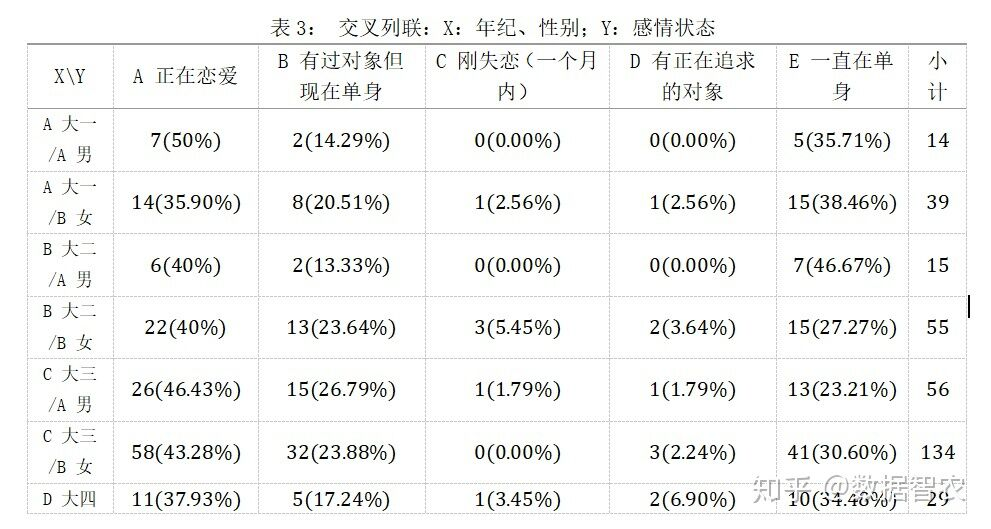 表 3： 交叉列联：X：年纪、性别；Y：感情状态
X\Y A 正在恋爱 B 有过对象但现在单身 C 刚失恋（一个月内） D 有正在追求的对象 E 一直在单身 小计
A 大一/A 男 7(50%) 2(14.29%) 0(0.00%) 0(0.00%) 5(35.71%) 14
A 大一/B 女 14(35.90%) 8(20.51%) 1(2.56%) 1(2.56%) 15(38.46%) 39
B 大二/A 男 6(40%) 2(13.33%) 0(0.00%) 0(0.00%) 7(46.67%) 15
B 大二/B 女 22(40%) 13(23.64%) 3(5.45%) 2(3.64%) 15(27.27%) 55
C 大三/A 男 26(46.43%) 15(26.79%) 1(1.79%) 1(1.79%) 13(23.21%) 56
C 大三/B 女 58(43.28%) 32(23.88%) 0(0.00%) 3(2.24%) 41(30.60%) 134
D 大四 11(37.93%) 5(17.24%) 1(3.45%) 2(6.90%) 10(34.48%) 29
知乎 @数据智农